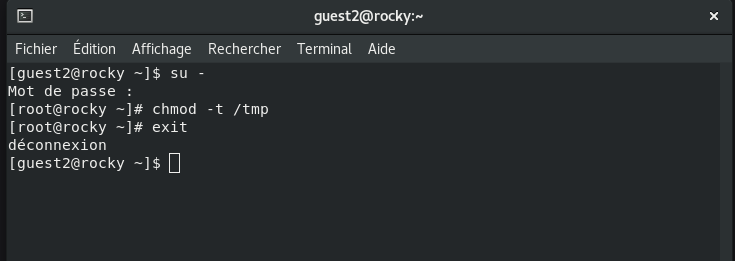 guest2@rocky:~
Fichier Édition Affichage Rechercher Terminal Aide
[guest2@rocky ~]$ su -
Mot de passe :
[root@rocky ~]# chmod -t /tmp
[root@rocky ~]# exit
déconnexion
[guest2@rocky ~]$